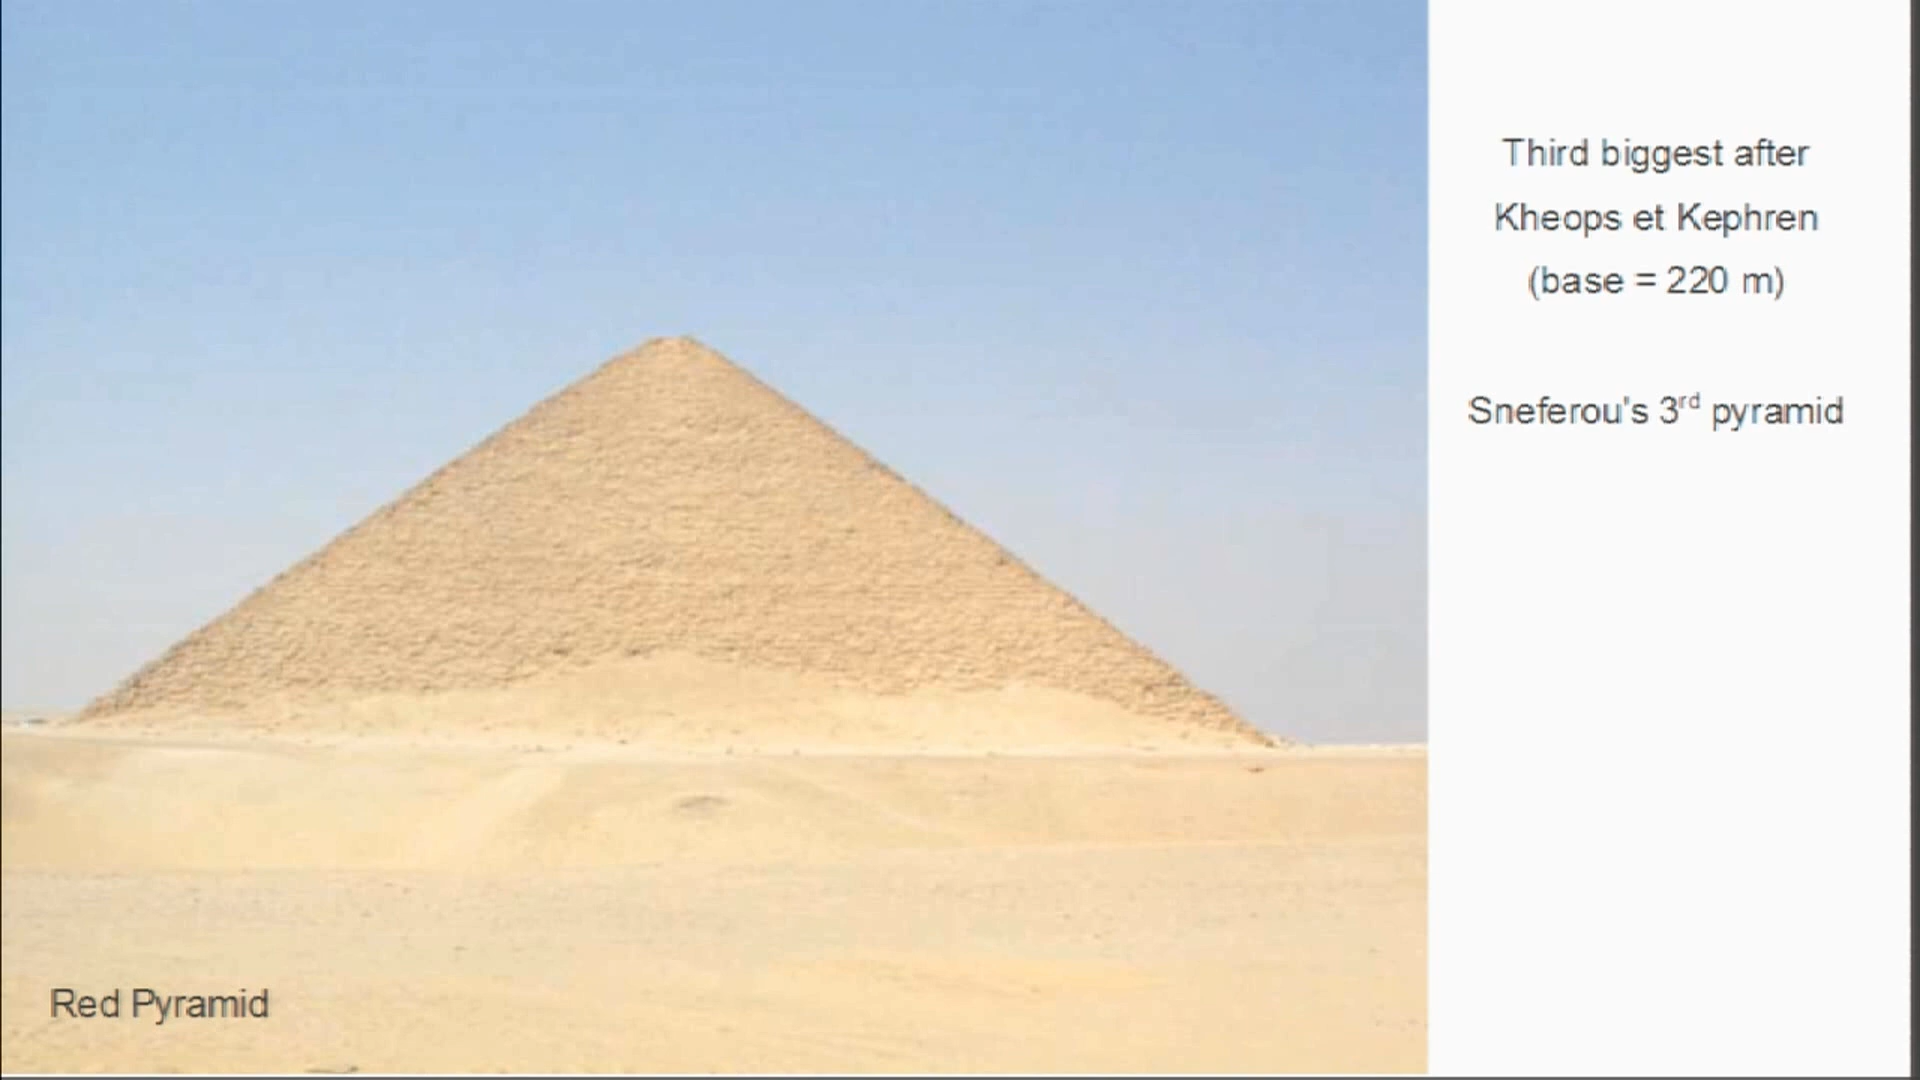 Third biggest after
Kheops et Kephren
(base = 220 m)
Sneferou's 3rd pyramid
Red Pyramid